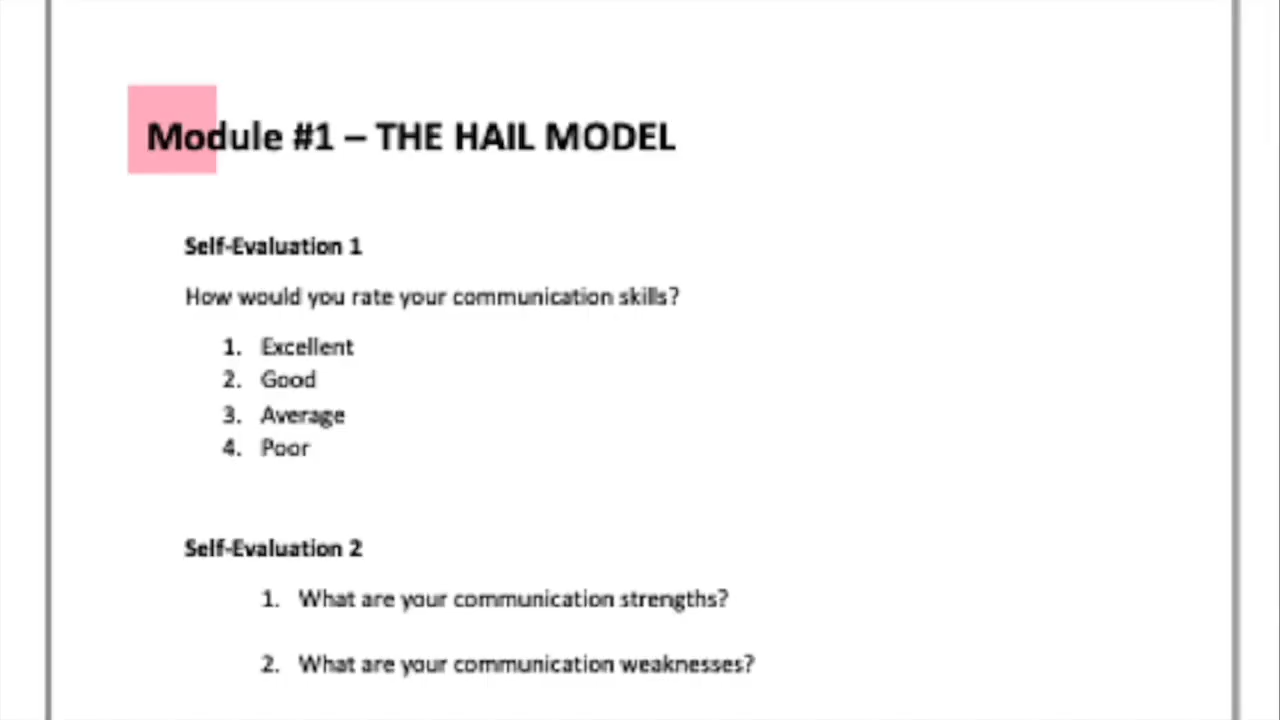 Module #1 – THE HAIL MODEL
Self-Evaluation 1
How would you rate your communication skills?
1. Excellent
2. Good
3. Average
4. Poor
Self-Evaluation 2
1. What are your communication strengths?
2. What are your communication weaknesses?